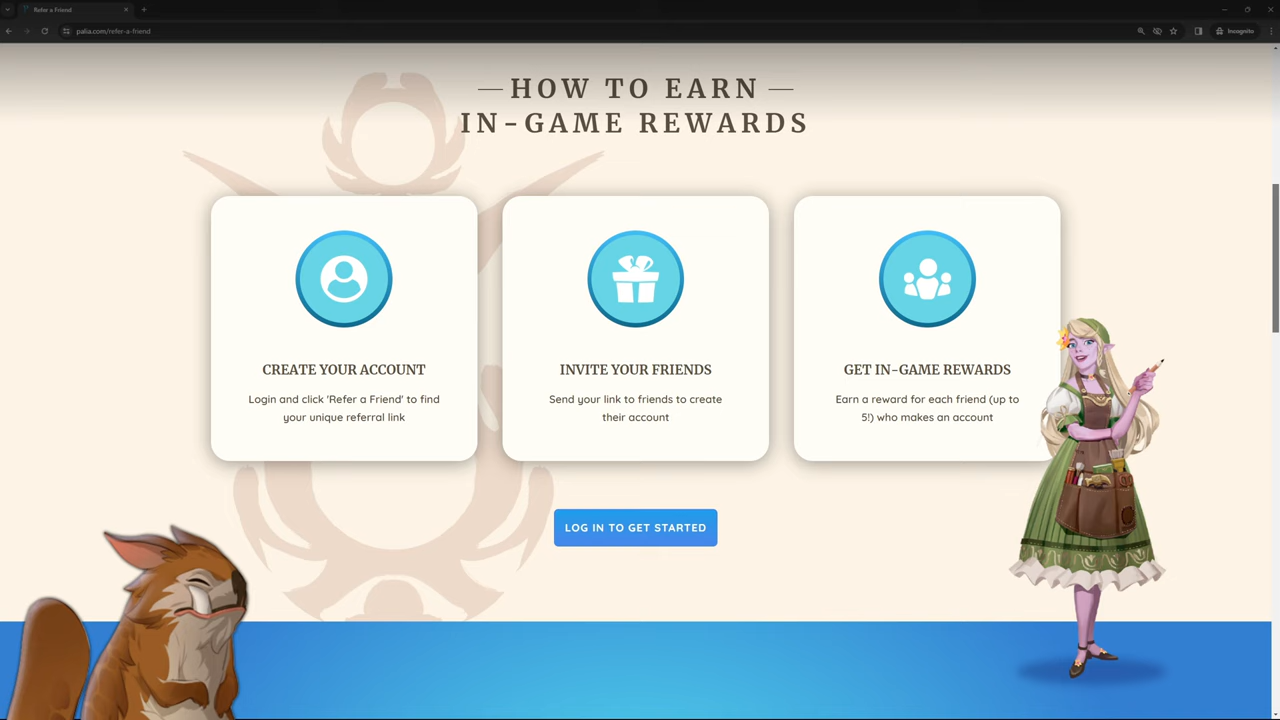 Refer a Friend
palia.com/refer-a-friend
Incognito
HOW TO EARN
IN-GAME REWARDS
CREATE YOUR ACCOUNT
Login and click 'Refer a Friend' to find
your unique referral link
INVITE YOUR FRIENDS
Send your link to friends to create
their account
GET IN-GAME REWARDS
Earn a reward for each friend (up to
5!) who makes an account
LOG IN TO GET STARTED